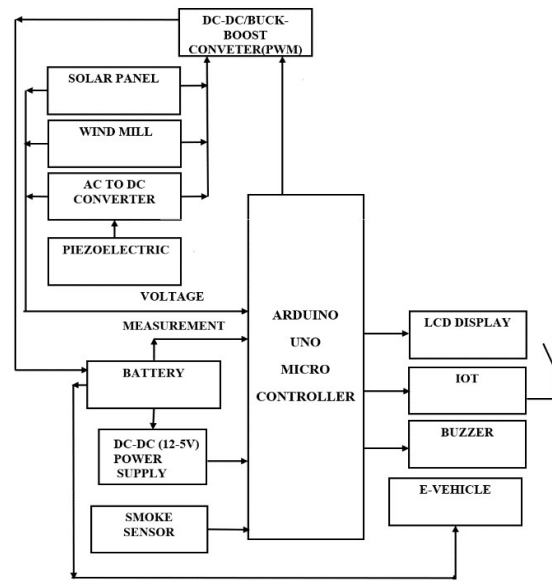 DC-DC/BUCK-
BOOST
CONVETER(PWM)
SOLAR PANEL
WIND MILL
AC TO DC
CONVERTER
PIEZOELECTRIC
VOLTAGE
MEASUREMENT
BATTERY
DC-DC (12-5V)
POWER
SUPPLY
SMOKE
SENSOR
ARDUINO
UNO
MICRO
CONTROLLER
LCD DISPLAY
IOT
BUZZER
E-VEHICLE